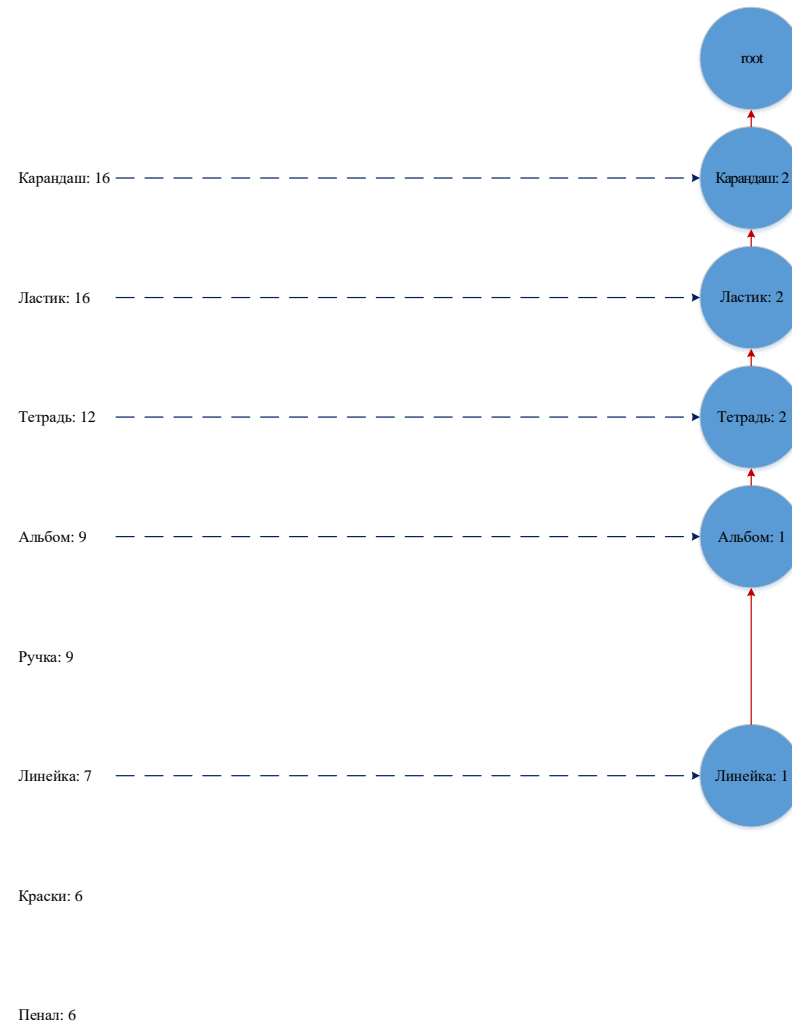 root
Карандаш: 16
Карандаш: 2
Ластик: 16
Ластик: 2
Тетрадь: 12
Тетрадь: 2
Альбом: 9
Альбом: 1
Ручка: 9
Линейка: 7
Линейка: 1
Краски: 6
Пенал: 6